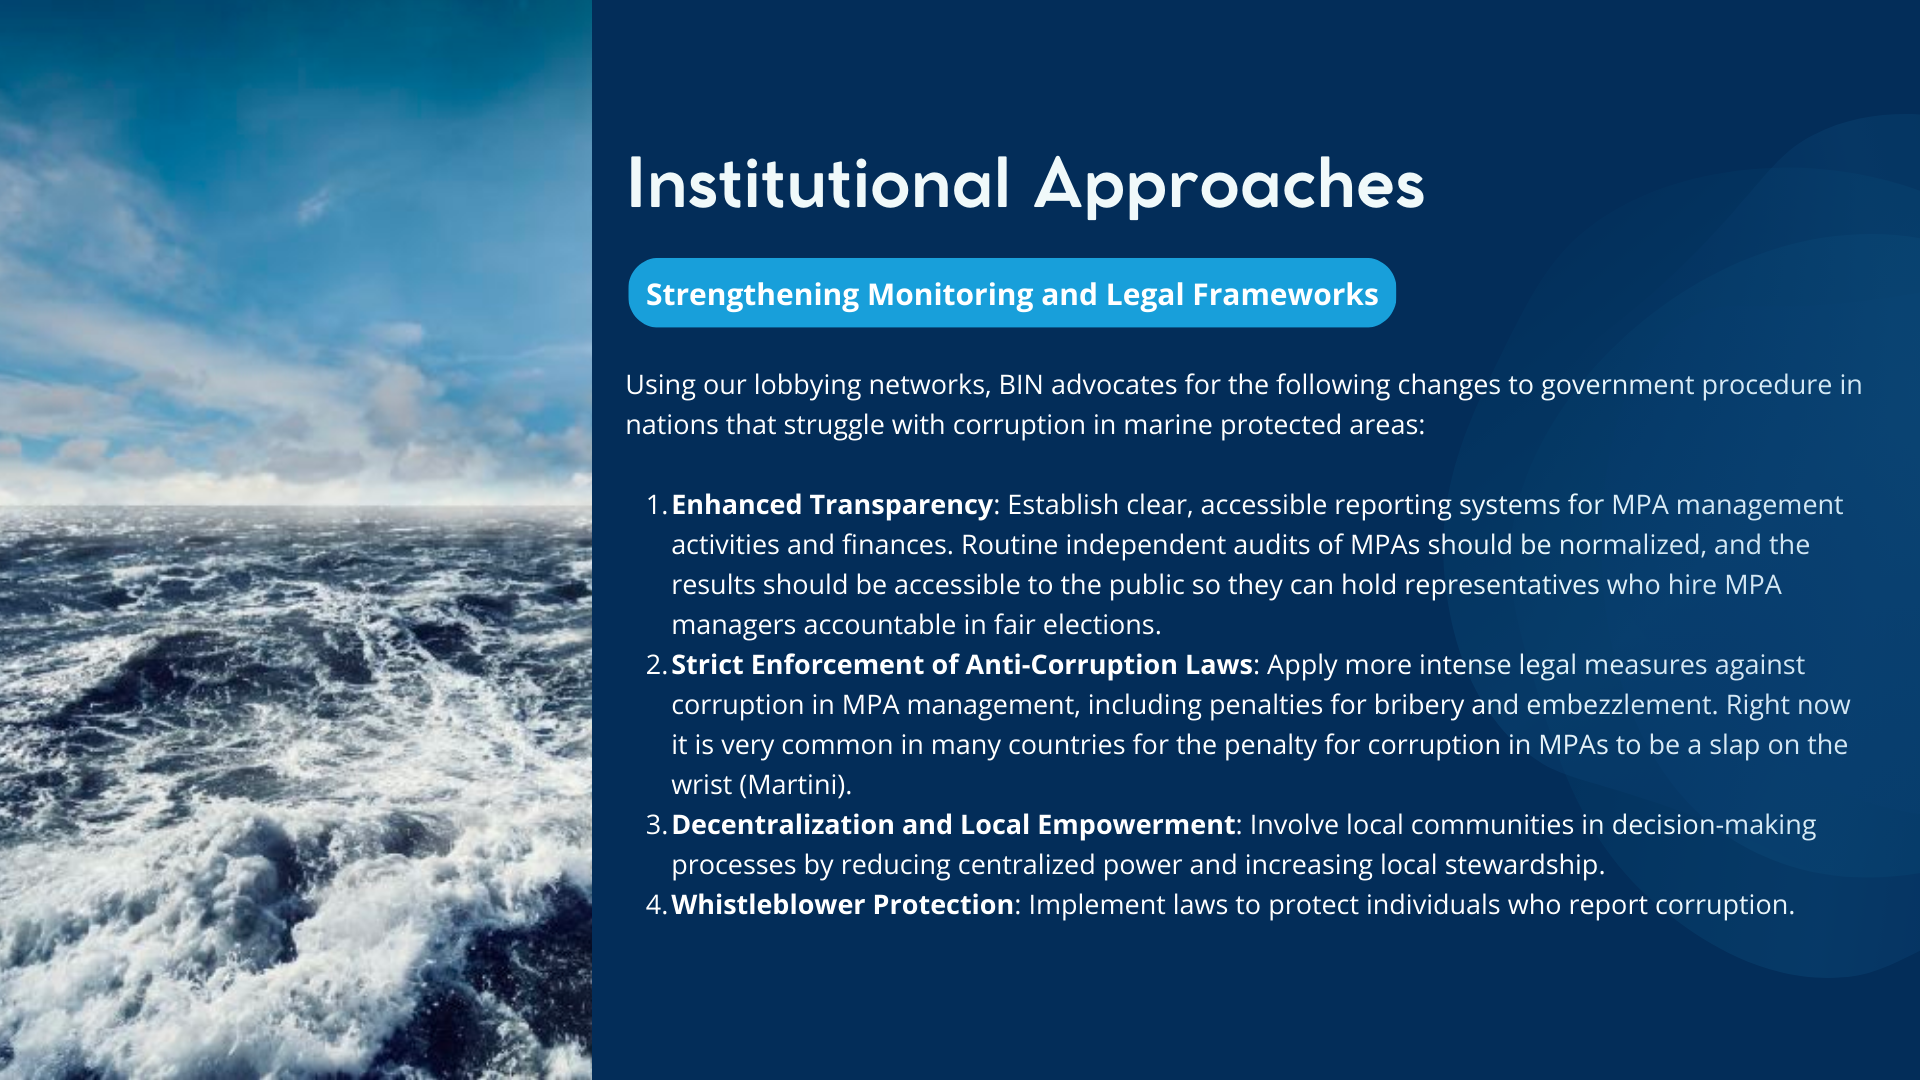 Institutional Approaches
Strengthening Monitoring and Legal Frameworks
Using our lobbying networks, BIN advocates for the following changes to government procedure in
nations that struggle with corruption in marine protected areas:
1. Enhanced Transparency: Establish clear, accessible reporting systems for MPA management
activities and finances. Routine independent audits of MPAs should be normalized, and the
results should be accessible to the public so they can hold representatives who hire MPA
managers accountable in fair elections.
2. Strict Enforcement of Anti-Corruption Laws: Apply more intense legal measures against
corruption in MPA management, including penalties for bribery and embezzlement. Right now
it is very common in many countries for the penalty for corruption in MPAs to be a slap on the
wrist (Martini).
3. Decentralization and Local Empowerment: Involve local communities in decision-making
processes by reducing centralized power and increasing local stewardship.
4. Whistleblower Protection: Implement laws to protect individuals who report corruption.